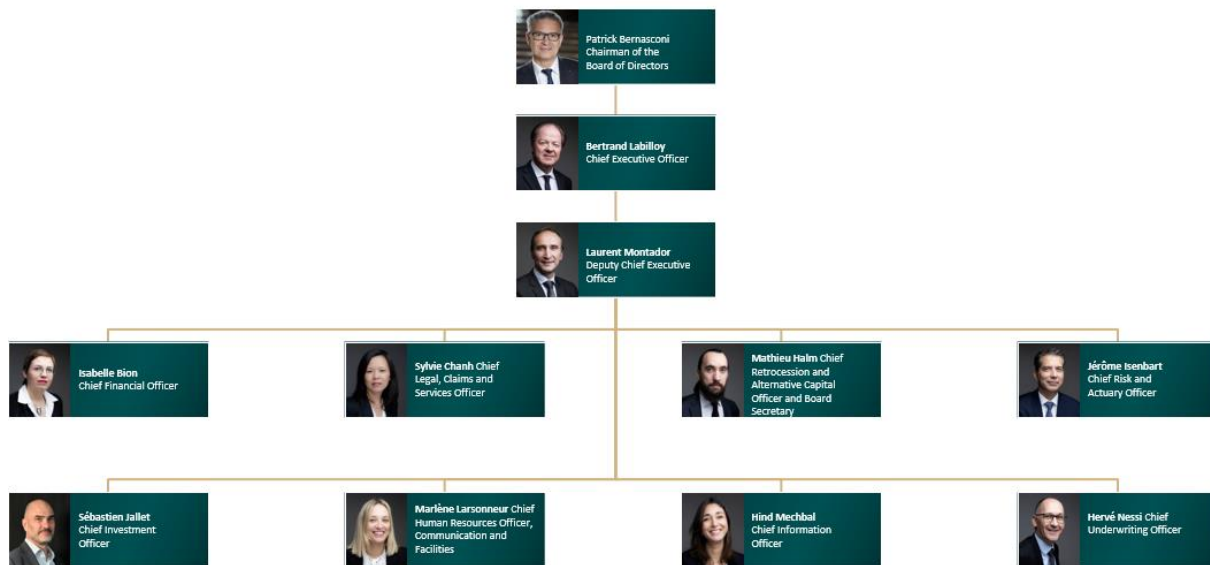 Patrick Bernasconi
Chairman of the
Board of Directors
Bertrand Labilloy
Chief Executive Officer
Laurent Montador
Deputy Chief Executive
Officer
Isabelle Bion
Chief Financial Officer
Sylvie Chanh Chief
Legal, Claims and
Services Officer
Mathieu Halm Chief
Retrocession and
Alternative Capital
Officer and Board
Secretary
Jérôme Isenbart
Chief Risk and
Actuary Officer
Sébastien Jallet
Chief Investment
Officer
Marlène Larsonneur Chief
Human Resources Officer,
Communication and
Facilities
Hind Mechbal
Chief Information
Officer
Hervé Nessi Chief
Underwriting Officer